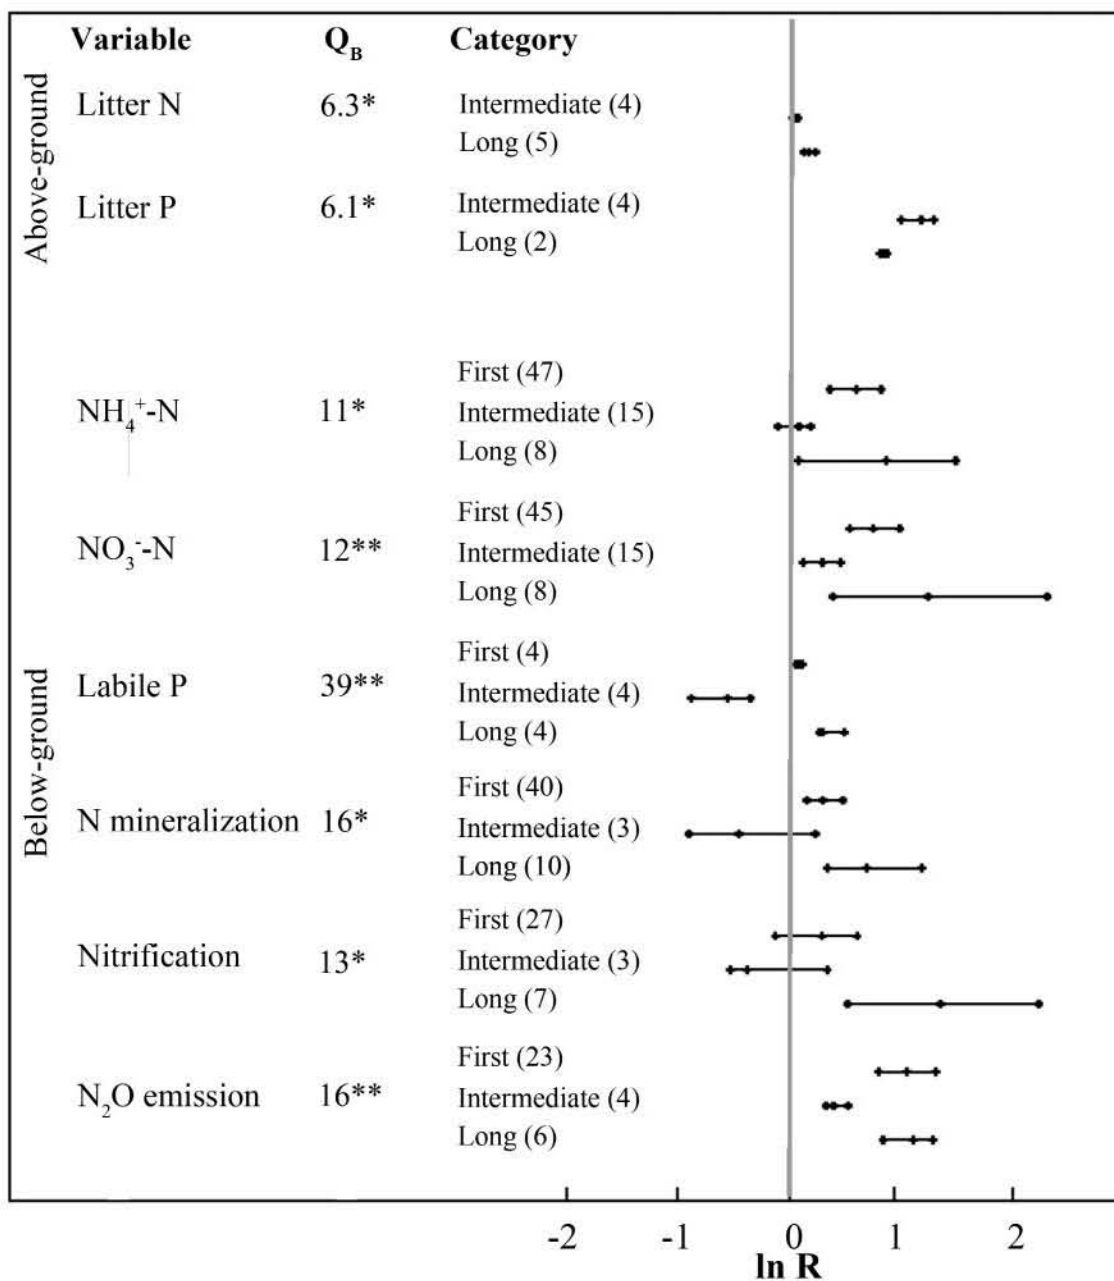 Variable Q_B Category
Above-ground
Litter N 6.3* Intermediate (4)
Long (5)
Litter P 6.1* Intermediate (4)
Long (2)
Below-ground
First (47)
NH₄⁺-N 11* Intermediate (15)
Long (8)
First (45)
NO₃⁻-N 12** Intermediate (15)
Long (8)
First (4)
Labile P 39** Intermediate (4)
Long (4)
First (40)
N mineralization 16* Intermediate (3)
Long (10)
First (27)
Nitrification 13* Intermediate (3)
Long (7)
First (23)
N₂O emission 16** Intermediate (4)
Long (6)
-2 -1 0 1 2
ln R